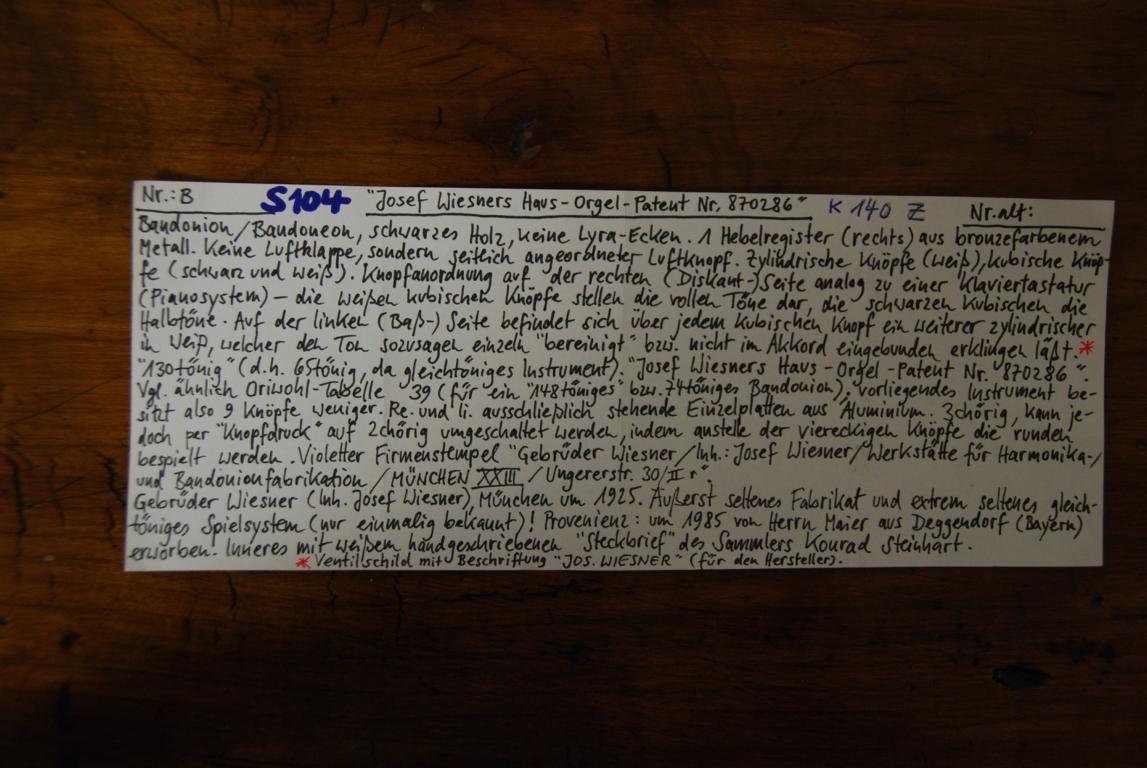 Nr.: B S104 "Josef Wiesners Haus-Orgel-Patent Nr. 870286" K 140 Z Nr. alt:
Bandonion/Bandoneon, schwarzes Holz, keine Lyra-Ecken. 1 Hebelregister (rechts) aus bronzefarbenem
Metall. Keine Luftklappe, sondern seitlich angeordneter Luftknopf. Zylindrische Knöpfe (weiß), kubische Knöp-
fe (schwarz und weiß). Knopfanordnung auf der rechten (Diskant-)Seite analog zu einer Klaviertastatur
(Pianosystem) – die weißen kubischen Knöpfe stellen die vollen Töne dar, die schwarzen kubischen die
Halbtöne. Auf der linken (Baß-) Seite befindet sich über jedem kubischen Knopf ein weiterer zylindrischer
in weiß, welcher den Ton sozusagen einzeln "bereinigt" bzw. nicht im Akkord eingebunden erklingen läßt.*
"130tönig" (d.h. 65tönig, da gleichtöniges Instrument). "Josef Wiesners Haus-Orgel-Patent Nr. 870286".
Vgl. ähnlich Oriwohl-Tabelle 39 (für ein "148töniges" bzw. 74töniges Bandonion), vorliegendes Instrument be-
sitzt also 9 Knöpfe weniger. Re. und li. ausschließlich stehende Einzelplatten aus Aluminium. 3chörig, kann je-
doch per "Knopfdruck" auf 2chörig umgeschaltet werden, indem anstelle der viereckigen Knöpfe die runden
bespielt werden. Violetter Firmenstempel "Gebrüder Wiesner/Inh.: Josef Wiesner/Werkstätte für Harmonika-/
und Bandonionfabrikation/MÜNCHEN XXIII/Ungererstr. 30/II r".
Gebrüder Wiesner (Inh. Josef Wiesner), München um 1925. Äußerst seltenes Fabrikat und extrem seltenes gleich-
töniges Spielsystem (nur einmalig bekannt)! Provenienz: um 1985 von Herrn Maier aus Deggendorf (Bayern)
erworben. Inneres mit weißem handgeschriebenen "Steckbrief" des Sammlers Konrad Steinhart.
* Ventillschild mit Beschriftung "JOS. WIESNER" (für den Hersteller).